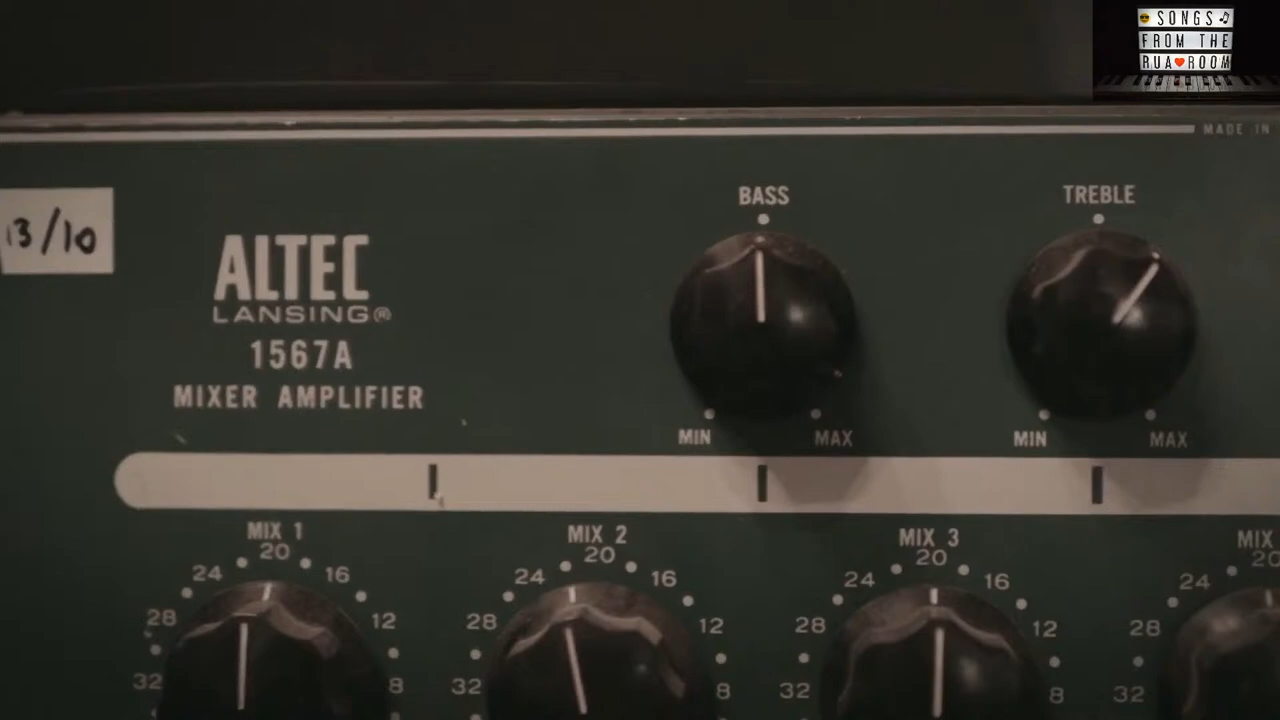 SONGS
FROM THE
RUA ROOM
MADE IN
13/10
BASS
TREBLE
ALTEC
LANSING®
1567A
MIXER AMPLIFIER
MIN
MAX
MIN
MAX
MIX 1
MIX 2
MIX 3
MIX
20
24
16
28
12
32
8
20
24
16
28
12
32
8
20
24
16
28
12
32
8
20
24
28
32